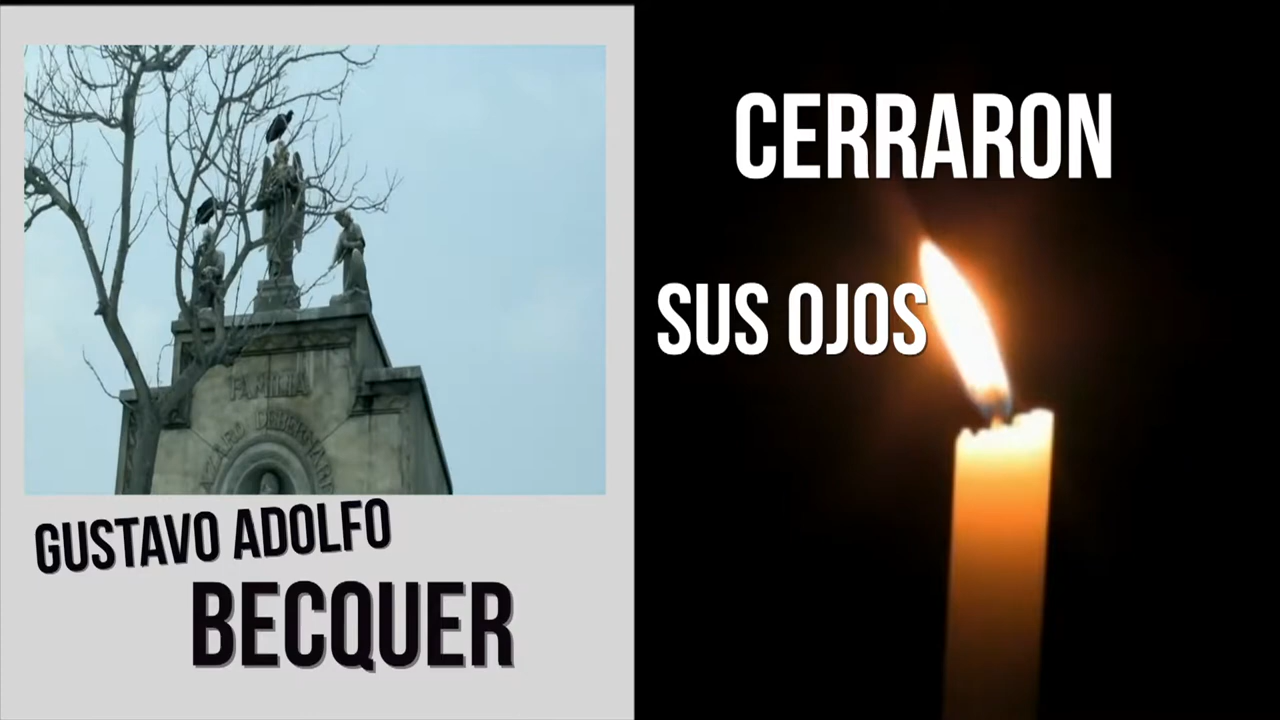 FAMILIA
GUSTAVO ADOLFO
BECQUER
CERRARON
SUS OJOS